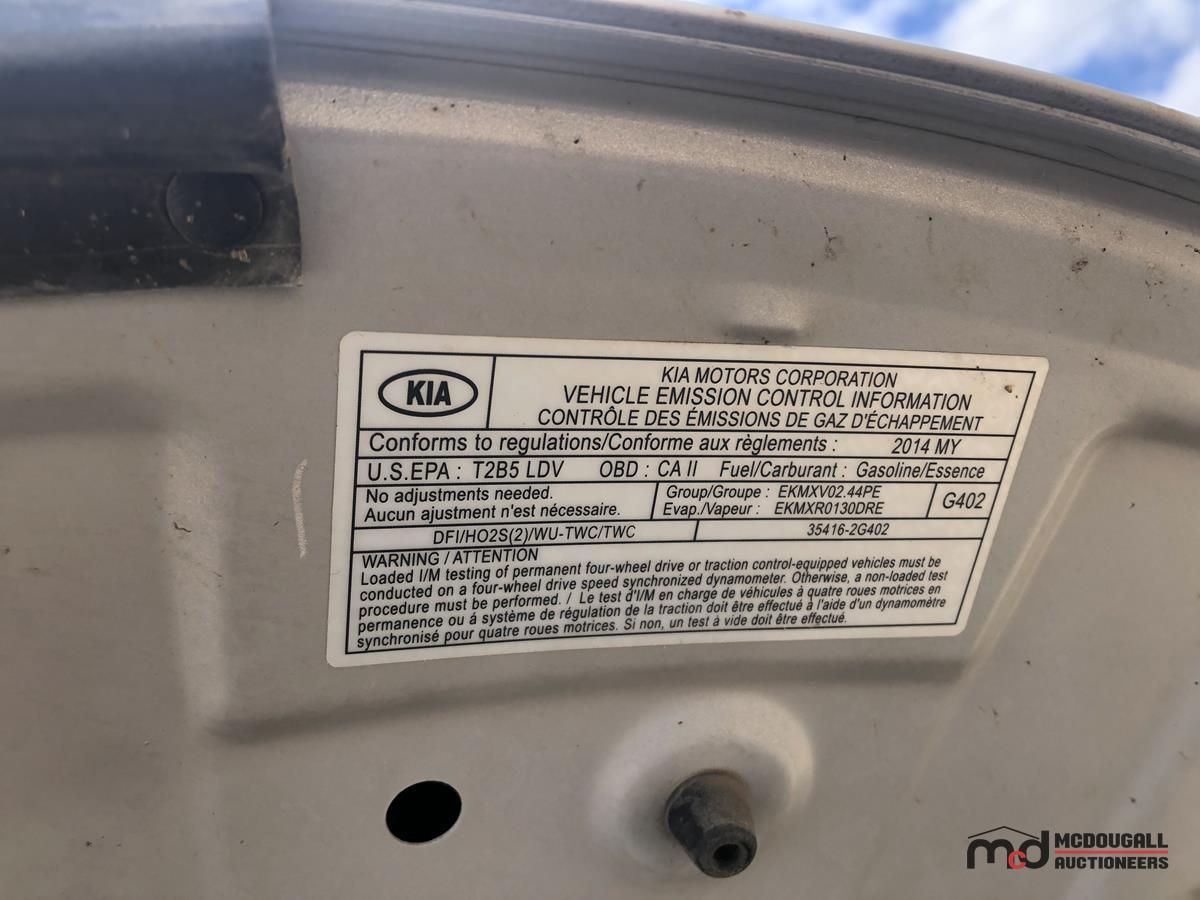 KIA
KIA MOTORS CORPORATION
VEHICLE EMISSION CONTROL INFORMATION
CONTRÔLE DES ÉMISSIONS DE GAZ D'ÉCHAPPEMENT
Conforms to regulations/Conforme aux règlements : 2014 MY
U.S.EPA : T2B5 LDV OBD : CA II Fuel/Carburant : Gasoline/Essence
No adjustments needed.
Aucun ajustment n'est nécessaire.
Group/Groupe : EKMXV02.44PE
Evap./Vapeur : EKMXR0130DRE
G402
DFI/HO2S(2)/WU-TWC/TWC 35416-2G402
WARNING / ATTENTION
Loaded I/M testing of permanent four-wheel drive or traction control-equipped vehicles must be
conducted on a four-wheel drive speed synchronized dynamometer. Otherwise, a non-loaded test
procedure must be performed. / Le test d'I/M en charge de véhicules à quatre roues motrices en
permanence ou á système de régulation de la traction doit être effectué à l'aide d'un dynamomètre
synchronisé pour quatre roues motrices. Si non, un test à vide doit être effectué.
mcd MCDOUGALL
AUCTIONEERS